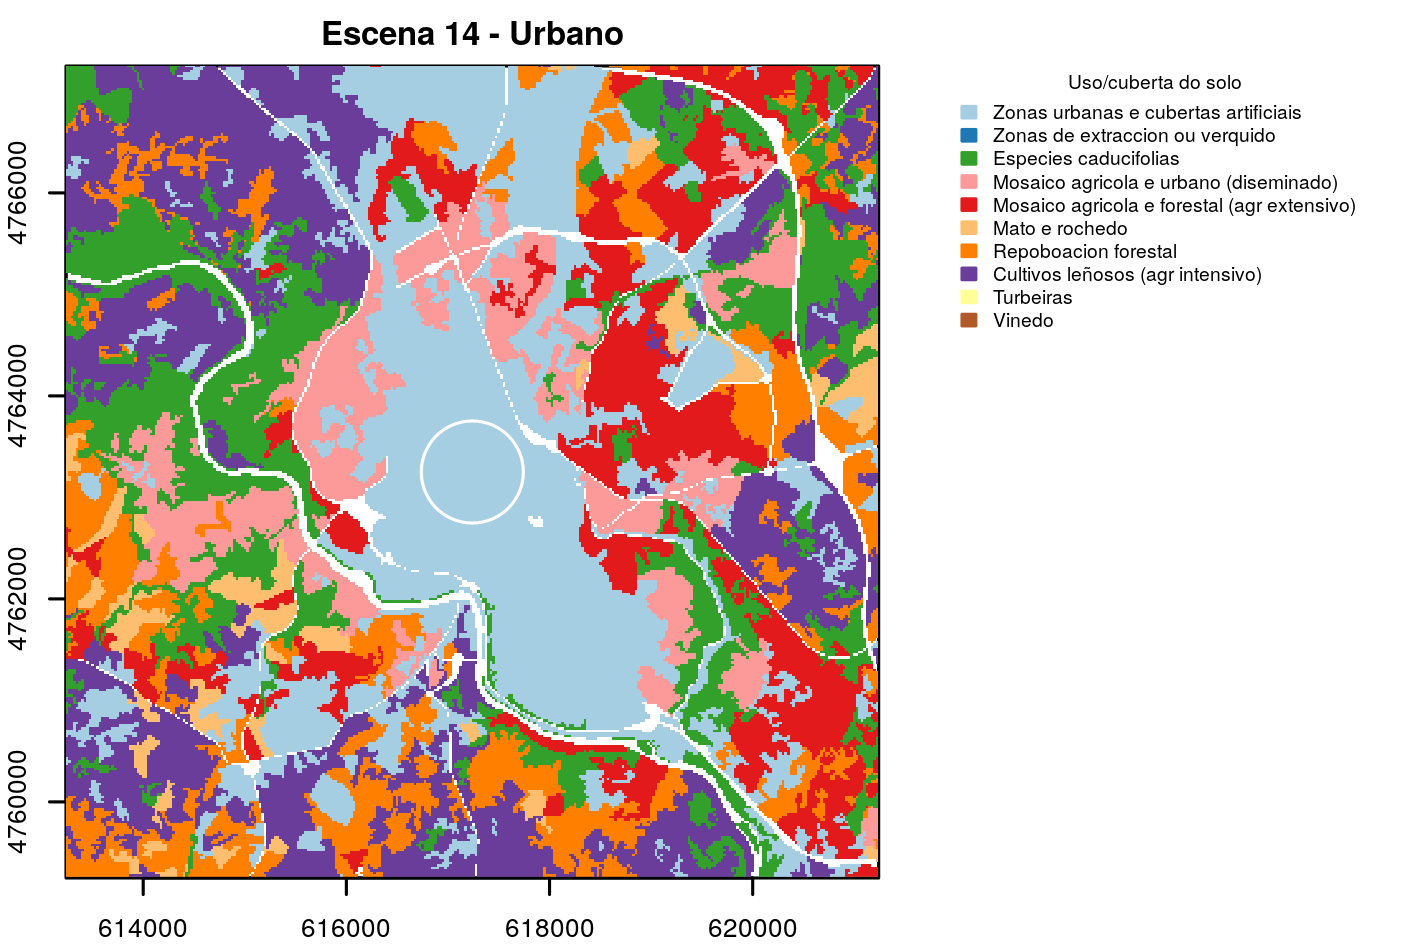 Escena 14 - Urbano
Uso/cuberta do solo
Zonas urbanas e cubertas artificiais
Zonas de extraccion ou verquido
Especies caducifolias
Mosaico agricola e urbano (diseminado)
Mosaico agricola e forestal (agr extensivo)
Mato e rochedo
Repoboacion forestal
Cultivos leñosos (agr intensivo)
Turbeiras
Vinedo
4766000
4764000
4762000
4760000
614000
616000
618000
620000